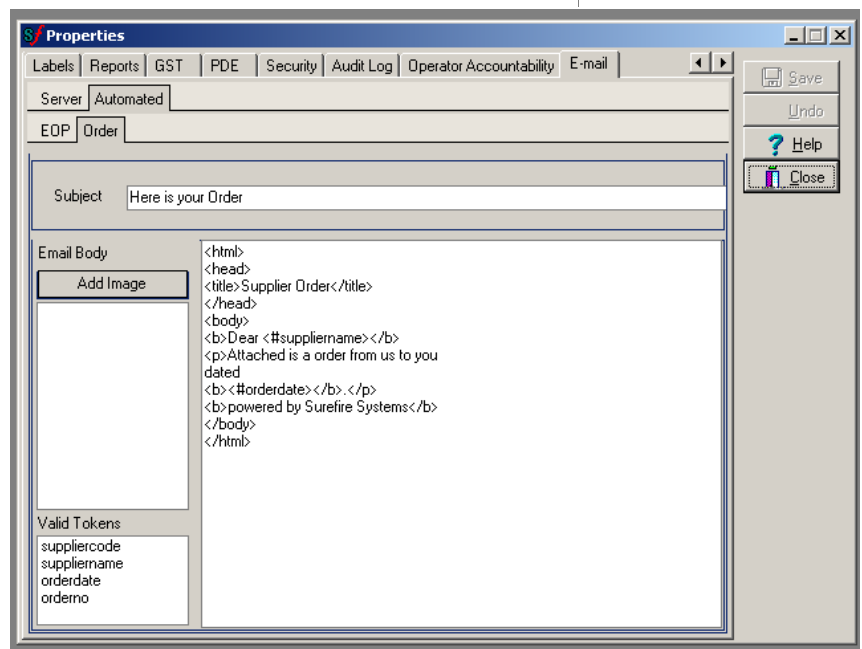 Sf Properties
Labels Reports GST PDE Security Audit Log Operator Accountability E-mail
Save
Server Automated
Undo
EOP Order
Help
Close
Subject Here is your Order
Email Body
Add Image
<html>
<head>
<title>Supplier Order</title>
</head>
<body>
<b>Dear <#suppliername></b>
<p>Attached is a order from us to you
dated
<b><#orderdate></b>.</p>
<b>powered by Surefire Systems</b>
</body>
</html>
Valid Tokens
suppliercode
suppliername
orderdate
orderno